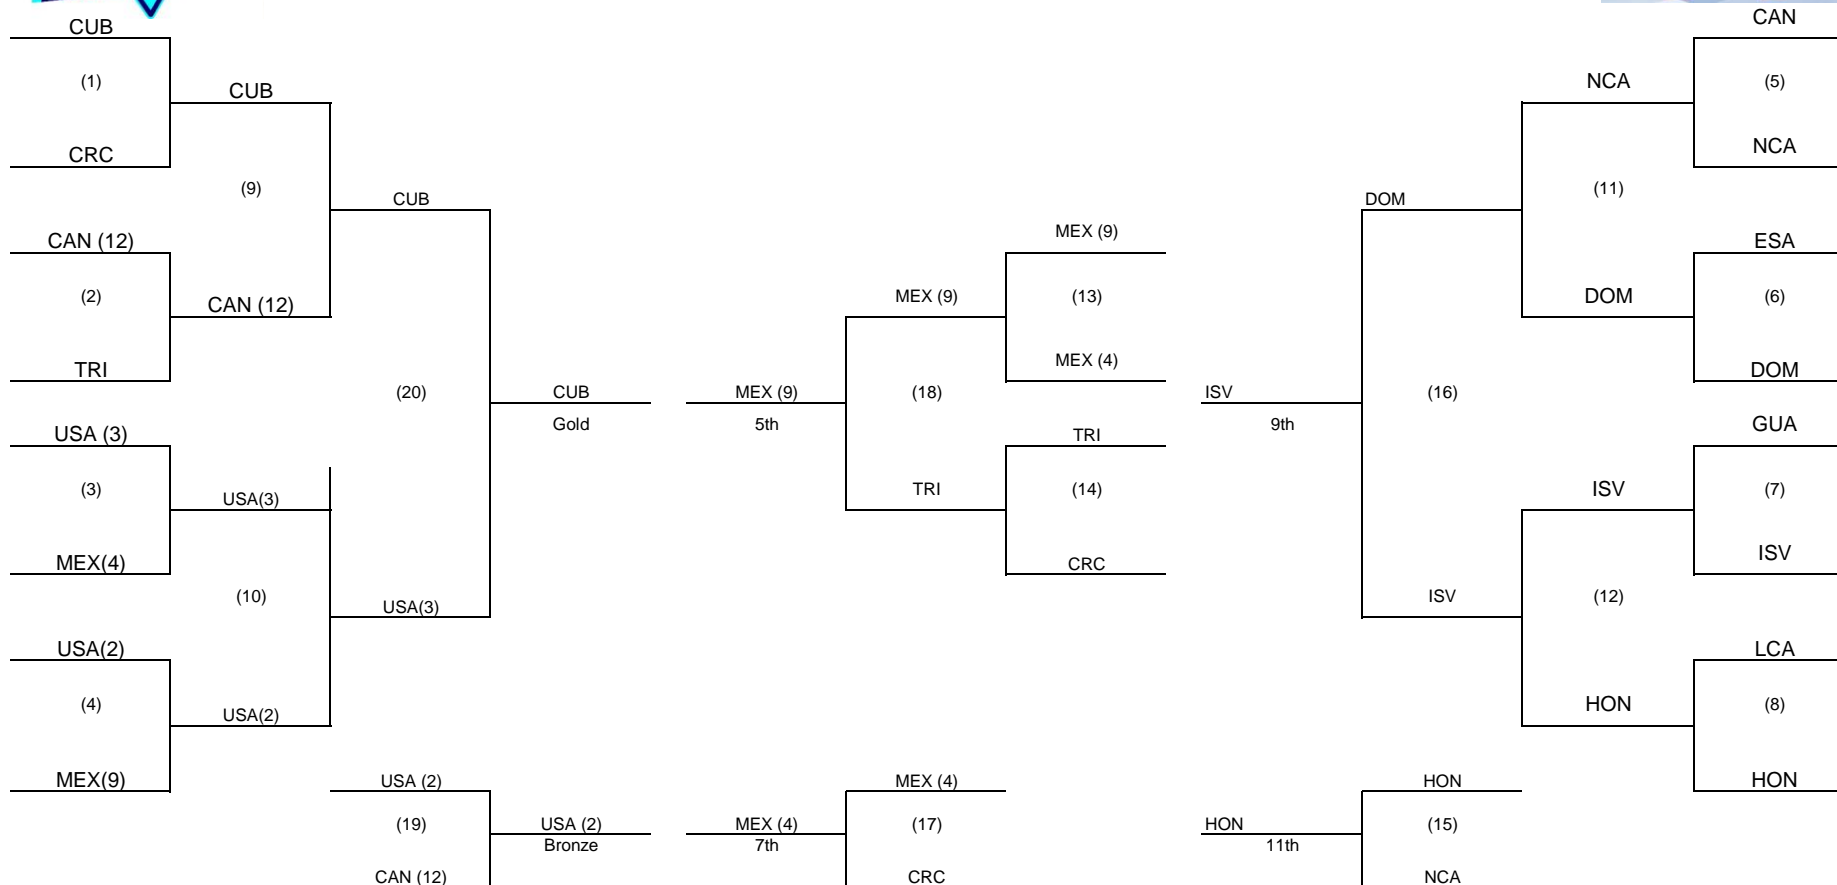 CAN
CUB
(1)
CUB
NCA
(5)
CRC
NCA
(9)
(11)
CUB
DOM
CAN (12)
MEX (9)
ESA
(2)
CAN (12)
MEX (9)
(13)
DOM
(6)
TRI
MEX (4)
DOM
(20)
CUB
MEX (9)
(18)
ISV
(16)
Gold
5th
9th
USA (3)
TRI
GUA
(3)
USA(3)
TRI
(14)
ISV
(7)
MEX(4)
CRC
ISV
(10)
USA(3)
ISV
(12)
USA(2)
LCA
(4)
USA(2)
HON
(8)
MEX(9)
USA (2)
MEX (4)
HON
HON
(19)
USA (2)
MEX (4)
(17)
HON
(15)
Bronze
7th
11th
CAN (12)
CRC
NCA